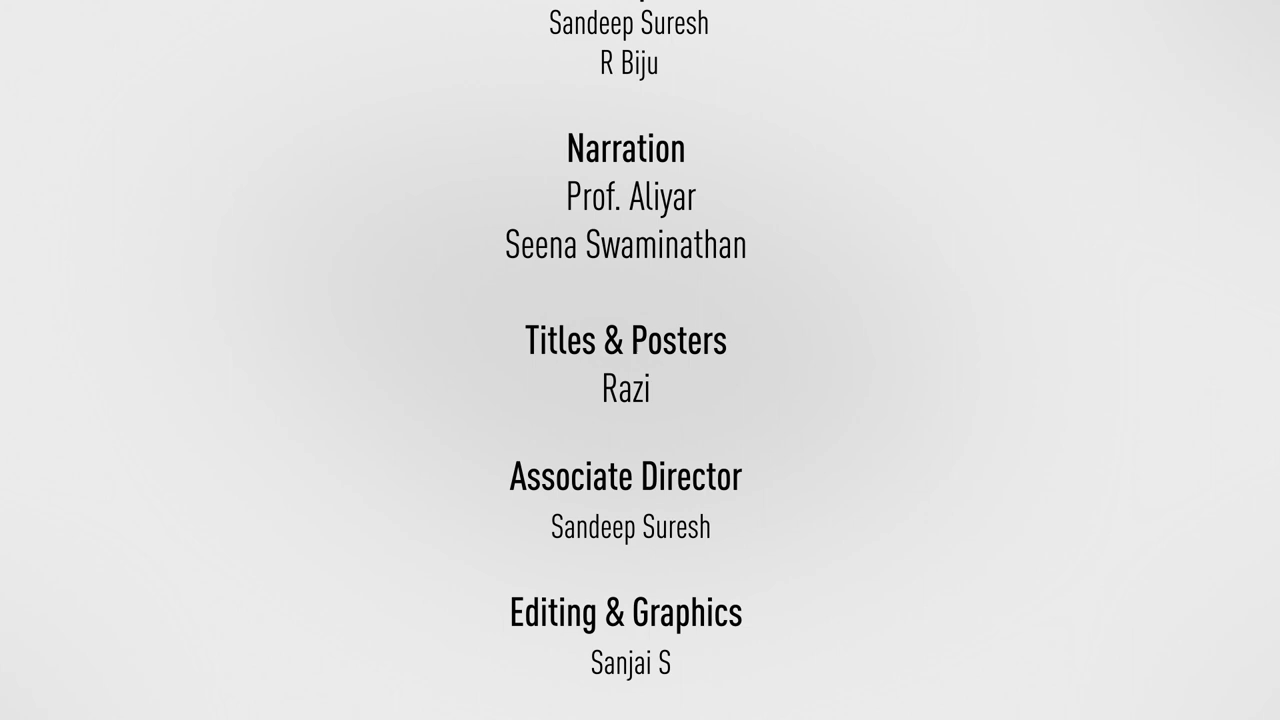 Sandeep Suresh
R Biju
Narration
Prof. Aliyar
Seena Swaminathan
Titles & Posters
Razi
Associate Director
Sandeep Suresh
Editing & Graphics
Sanjai S